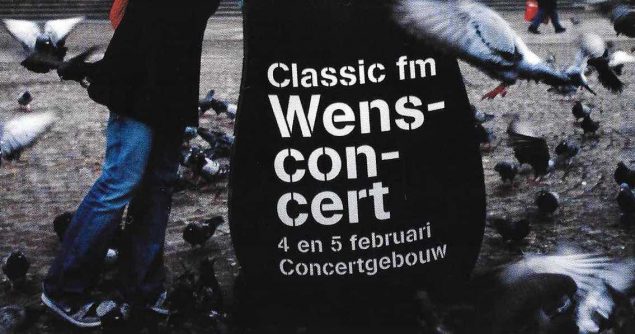 Classic fm
Wens-
con-
cert
4 en 5 februari
Concertgebouw